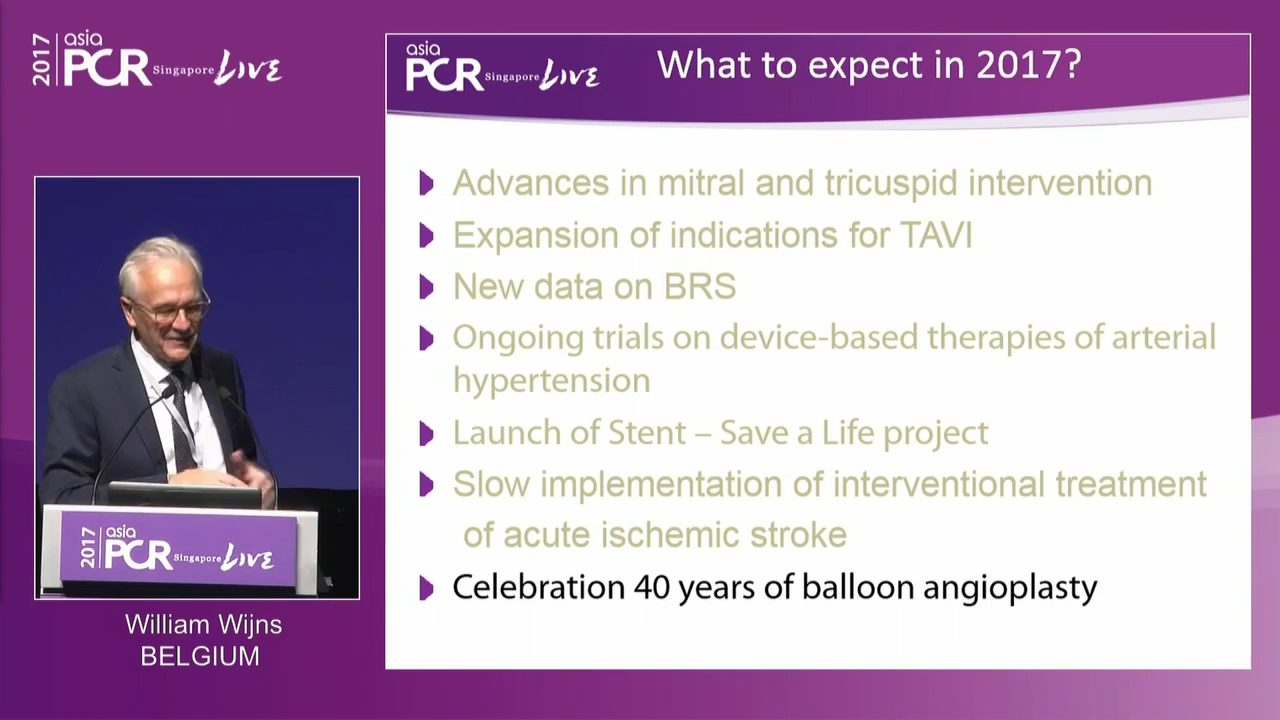 2017 asia PCR Singapore LIVE
asia PCR Singapore LIVE
What to expect in 2017?
Advances in mitral and tricuspid intervention
Expansion of indications for TAVI
New data on BRS
Ongoing trials on device-based therapies of arterial
hypertension
Launch of Stent – Save a Life project
Slow implementation of interventional treatment
of acute ischemic stroke
Celebration 40 years of balloon angioplasty
2017 asia PCR Singapore LIVE
William Wijns
BELGIUM